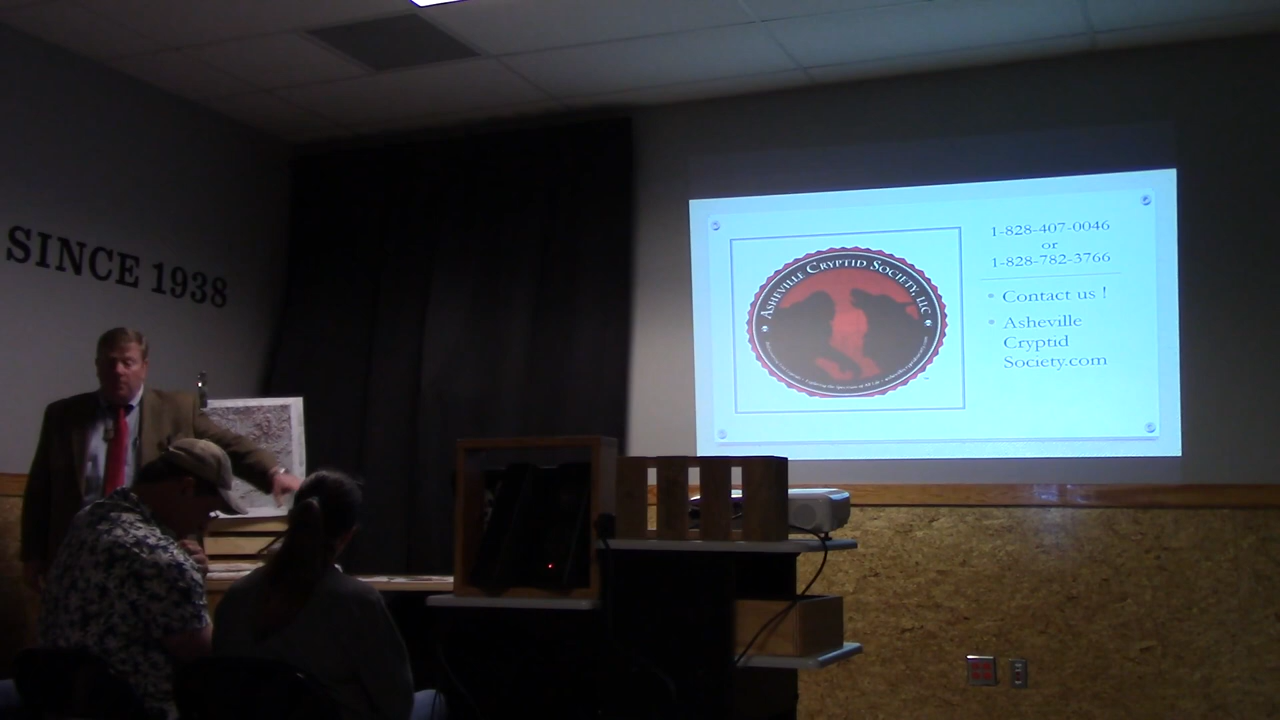 SINCE 1938
ASHEVILLE CRYPTID SOCIETY, LLC
1-828-407-0046
or
1-828-782-3766
• Contact us !
• Asheville
Cryptid
Society.com